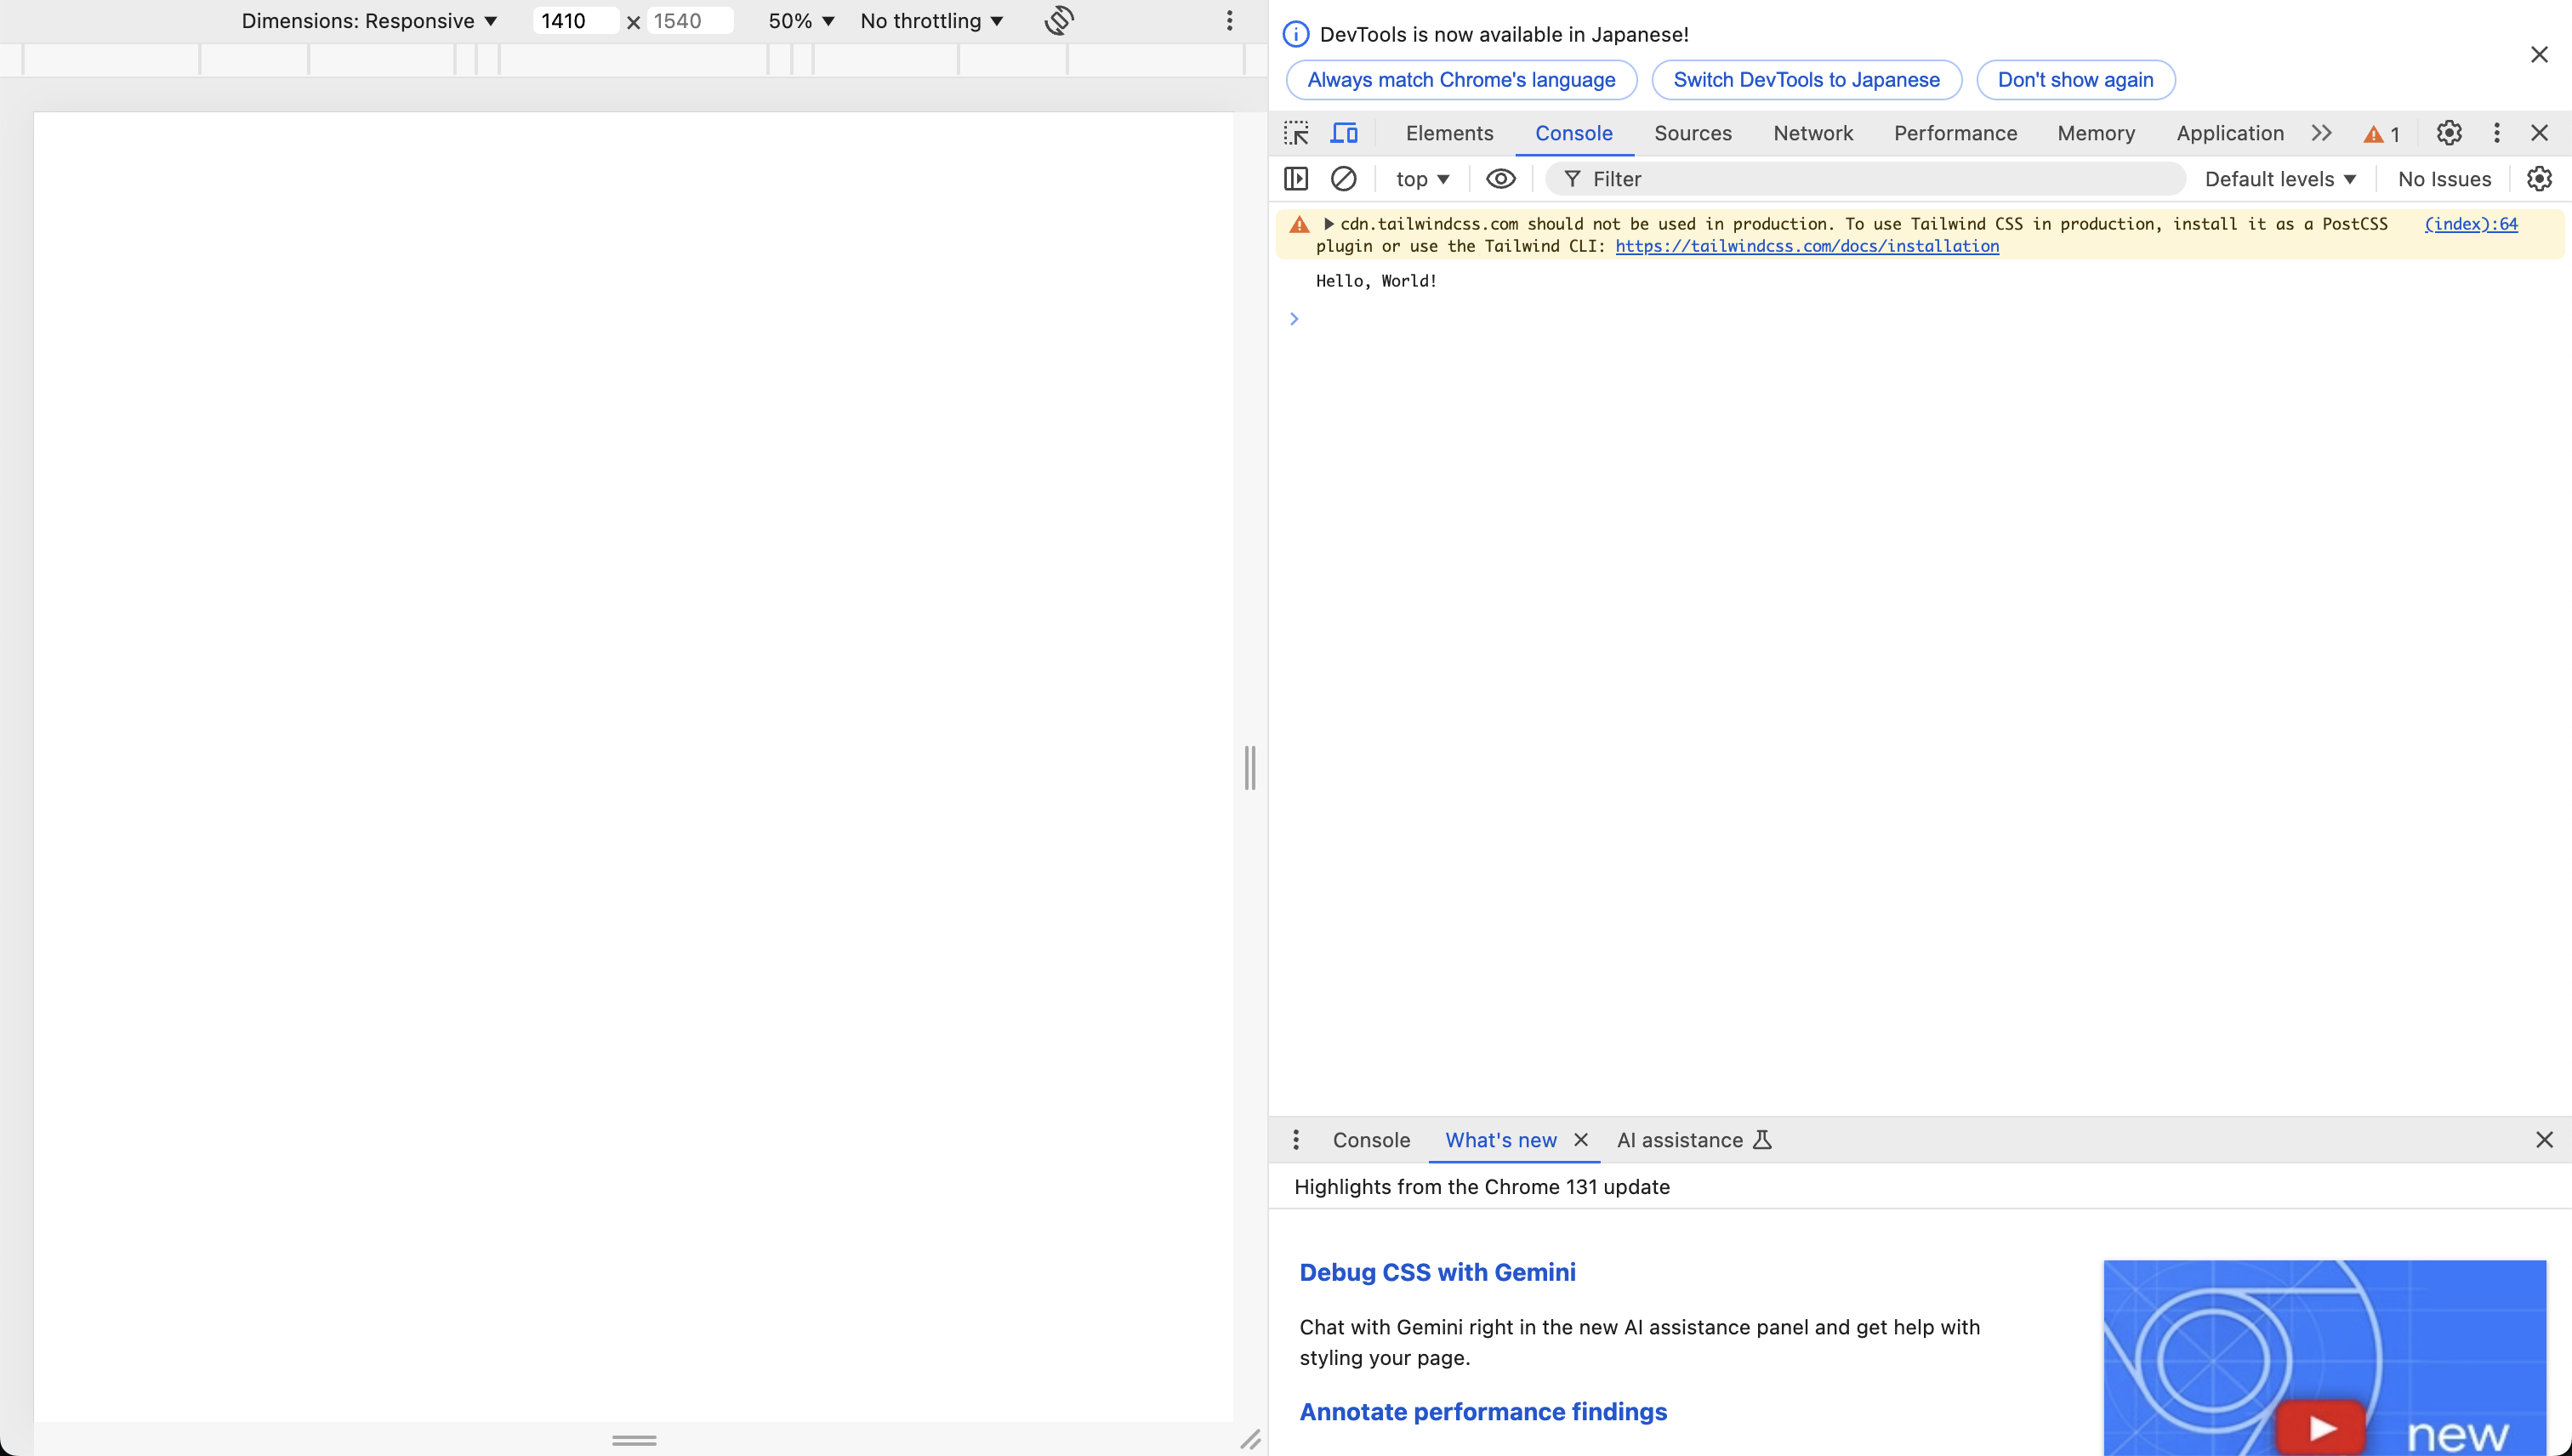 Dimensions: Responsive ▼ 1410 × 1540 50% ▼ No throttling ▼
DevTools is now available in Japanese!
Always match Chrome's language Switch DevTools to Japanese Don't show again
Elements Console Sources Network Performance Memory Application 1
top ▼ Filter Default levels ▼ No Issues
cdn.tailwindcss.com should not be used in production. To use Tailwind CSS in production, install it as a PostCSS (index):64
plugin or use the Tailwind CLI: https://tailwindcss.com/docs/installation
Hello, World!
Console What's new AI assistance
Highlights from the Chrome 131 update
Debug CSS with Gemini
Chat with Gemini right in the new AI assistance panel and get help with
styling your page.
Annotate performance findings
new